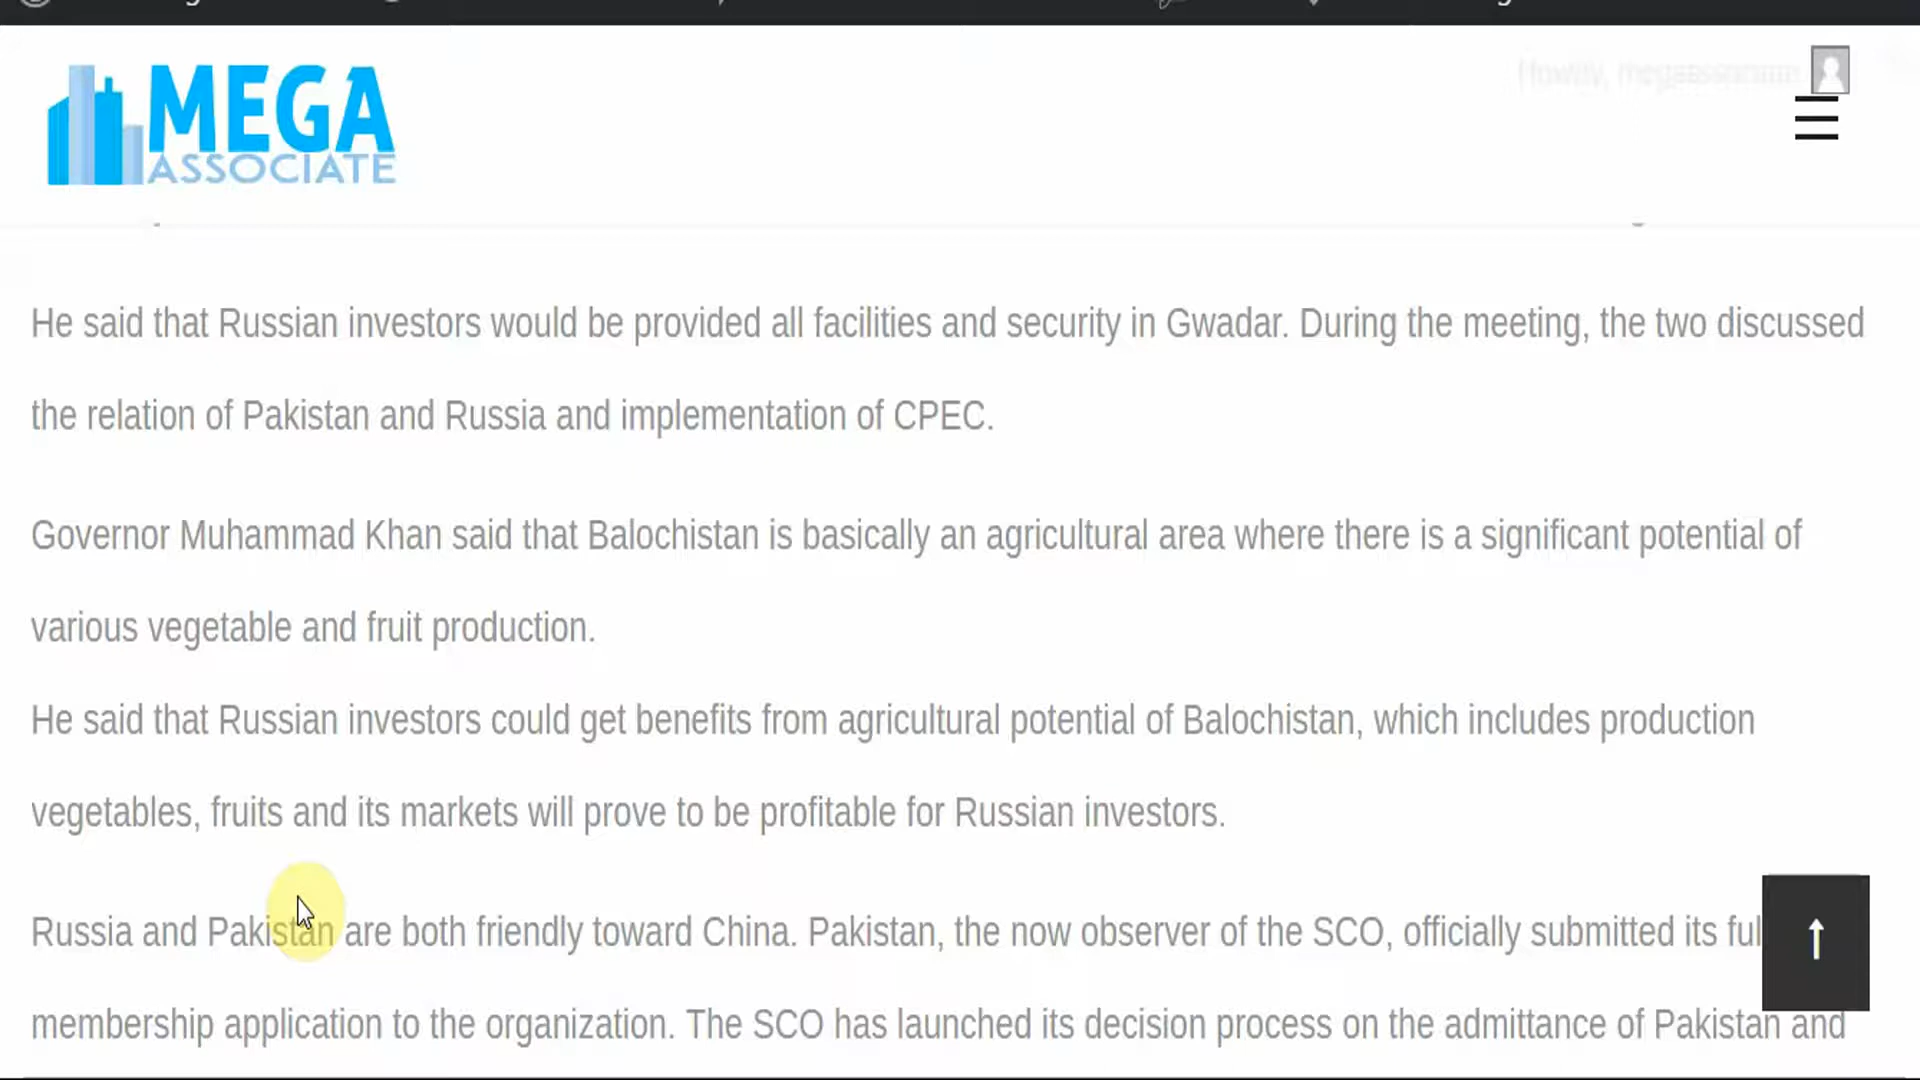 MEGA
ASSOCIATE
He said that Russian investors would be provided all facilities and security in Gwadar. During the meeting, the two discussed
the relation of Pakistan and Russia and implementation of CPEC.
Governor Muhammad Khan said that Balochistan is basically an agricultural area where there is a significant potential of
various vegetable and fruit production.
He said that Russian investors could get benefits from agricultural potential of Balochistan, which includes production
vegetables, fruits and its markets will prove to be profitable for Russian investors.
Russia and Pakistan are both friendly toward China. Pakistan, the now observer of the SCO, officially submitted its ful
membership application to the organization. The SCO has launched its decision process on the admittance of Pakistan and